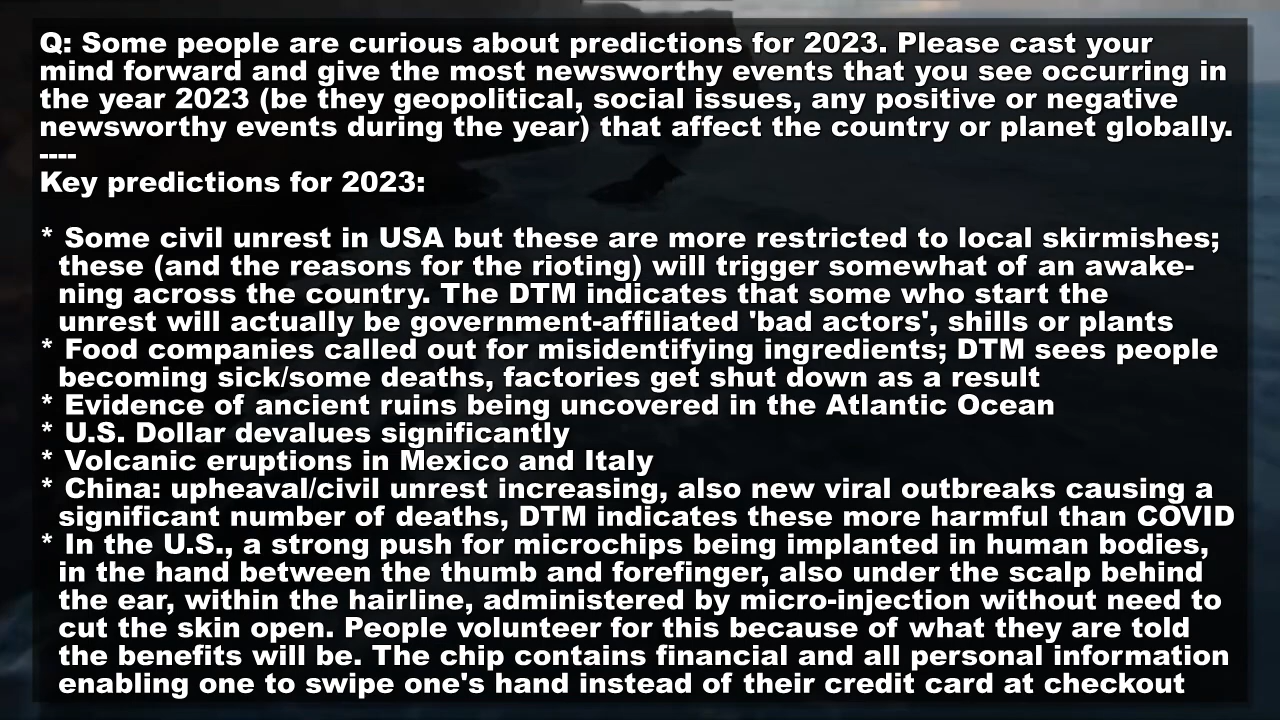 Q: Some people are curious about predictions for 2023. Please cast your
mind forward and give the most newsworthy events that you see occurring in
the year 2023 (be they geopolitical, social issues, any positive or negative
newsworthy events during the year) that affect the country or planet globally.
----
Key predictions for 2023:
* Some civil unrest in USA but these are more restricted to local skirmishes;
these (and the reasons for the rioting) will trigger somewhat of an awake-
ning across the country. The DTM indicates that some who start the
unrest will actually be government-affiliated 'bad actors', shills or plants
* Food companies called out for misidentifying ingredients; DTM sees people
becoming sick/some deaths, factories get shut down as a result
* Evidence of ancient ruins being uncovered in the Atlantic Ocean
* U.S. Dollar devalues significantly
* Volcanic eruptions in Mexico and Italy
* China: upheaval/civil unrest increasing, also new viral outbreaks causing a
significant number of deaths, DTM indicates these more harmful than COVID
* In the U.S., a strong push for microchips being implanted in human bodies,
in the hand between the thumb and forefinger, also under the scalp behind
the ear, within the hairline, administered by micro-injection without need to
cut the skin open. People volunteer for this because of what they are told
the benefits will be. The chip contains financial and all personal information
enabling one to swipe one's hand instead of their credit card at checkout